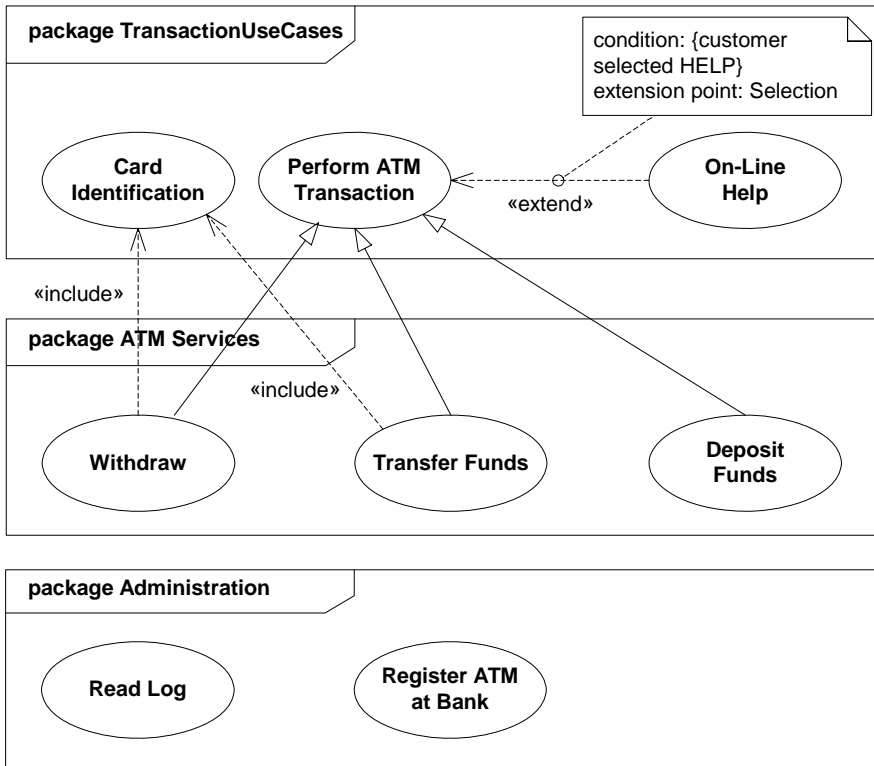 package TransactionUseCases
condition: {customer
selected HELP}
extension point: Selection
Card
Identification
Perform ATM
Transaction
On-Line
Help
«extend»
«include»
package ATM Services
«include»
Withdraw
Transfer Funds
Deposit
Funds
package Administration
Read Log
Register ATM
at Bank